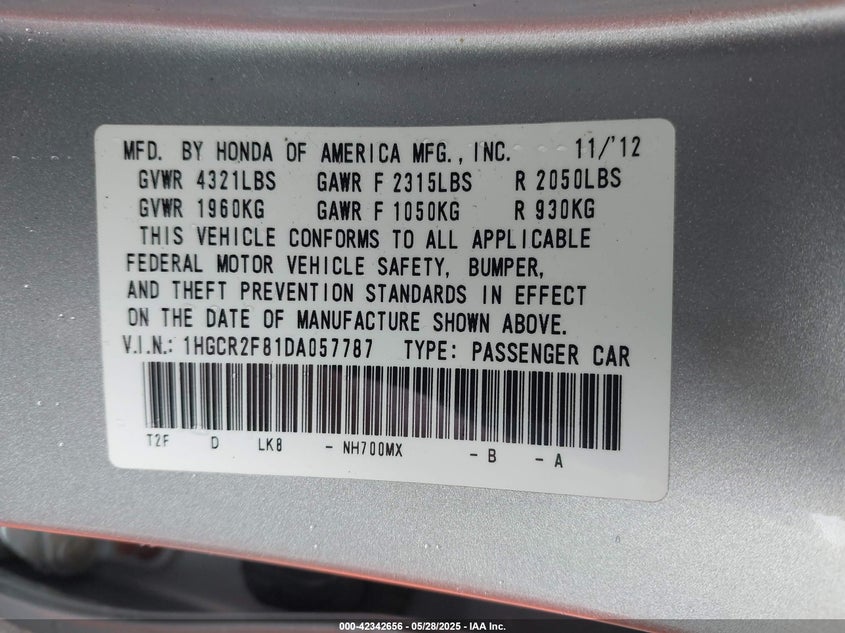 MFD. BY HONDA OF AMERICA MFG., INC. 11/'12
GVWR 4321LBS GAWR F 2315LBS R 2050LBS
GVWR 1960KG GAWR F 1050KG R 930KG
THIS VEHICLE CONFORMS TO ALL APPLICABLE
FEDERAL MOTOR VEHICLE SAFETY, BUMPER,
AND THEFT PREVENTION STANDARDS IN EFFECT
ON THE DATE OF MANUFACTURE SHOWN ABOVE.
V.I.N.: 1HGCR2F81DA057787 TYPE: PASSENGER CAR
T2F D LK8 - NH700MX - B - A
000-42342656 - 05/28/2025 - IAA Inc.